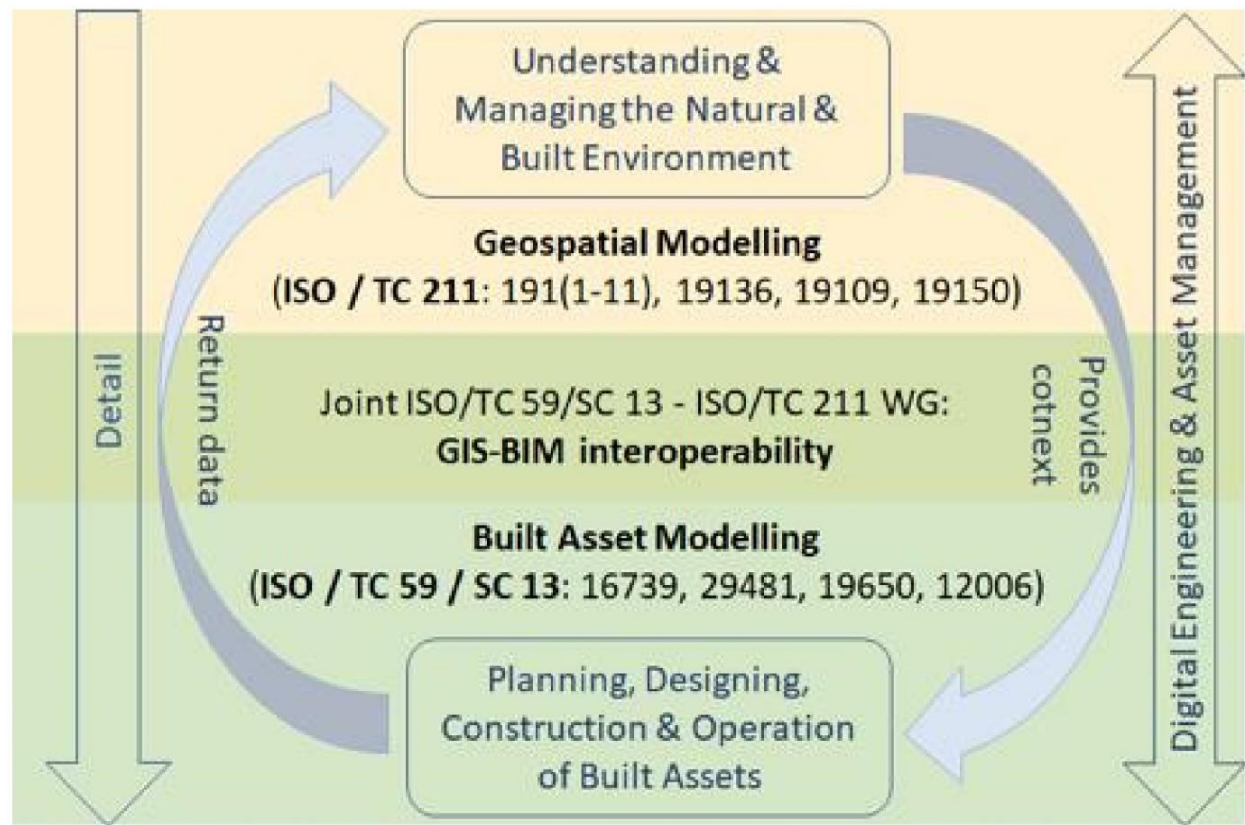 Understanding &
Managing the Natural &
Built Environment
Geospatial Modelling
(ISO / TC 211: 191(1-11), 19136, 19109, 19150)
Detail
Return data
Joint ISO/TC 59/SC 13 - ISO/TC 211 WG:
GIS-BIM interoperability
Provides
cotnext
Digital Engineering & Asset Management
Built Asset Modelling
(ISO / TC 59 / SC 13: 16739, 29481, 19650, 12006)
Planning, Designing,
Construction & Operation
of Built Assets